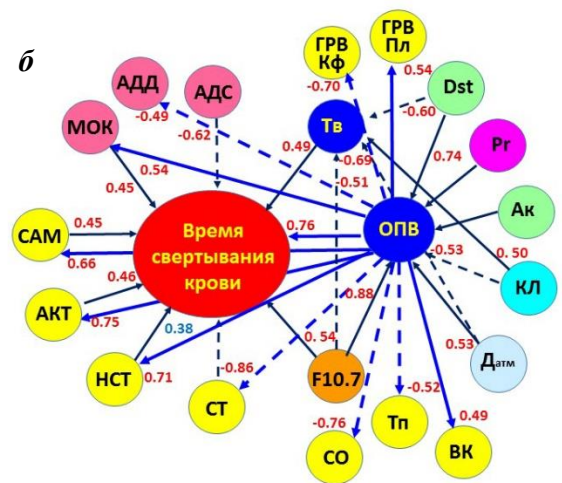 б
ГРВ
Кф
ГРВ
Пл
АДД
АДС
МОК
Тв
Dst
Pr
Ак
КЛ
Датм
ОПВ
Время
свертывания
крови
САМ
АКТ
НСТ
СТ
F10.7
СО
Тп
ВК
-0.70
0.54
-0.49
-0.62
-0.60
0.49
-0.69
0.74
0.54
-0.51
0.45
0.45
0.76
-0.53
0.50
0.66
0.46
0.88
0.75
0.38
0.54
0.53
0.71
-0.86
-0.52
0.49
-0.76